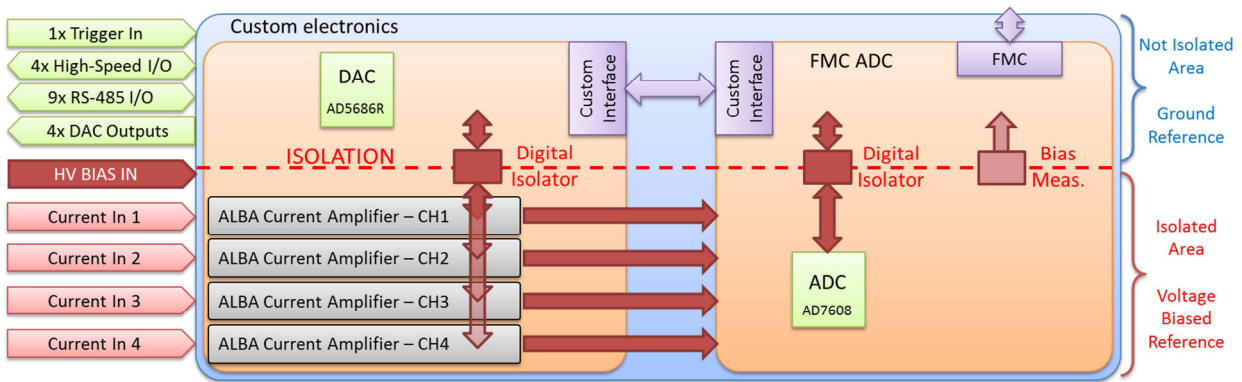 Custom electronics
1x Trigger In
4x High-Speed I/O
9x RS-485 I/O
4x DAC Outputs
HV BIAS IN
Current In 1
Current In 2
Current In 3
Current In 4
DAC
AD5686R
Custom
Interface
ISOLATION
Digital
Isolator
ALBA Current Amplifier – CH1
ALBA Current Amplifier – CH2
ALBA Current Amplifier – CH3
ALBA Current Amplifier – CH4
Custom
Interface
FMC ADC
FMC
Digital
Isolator
Bias
Meas.
ADC
AD7608
Not Isolated
Area
Ground
Reference
Isolated
Area
Voltage
Biased
Reference